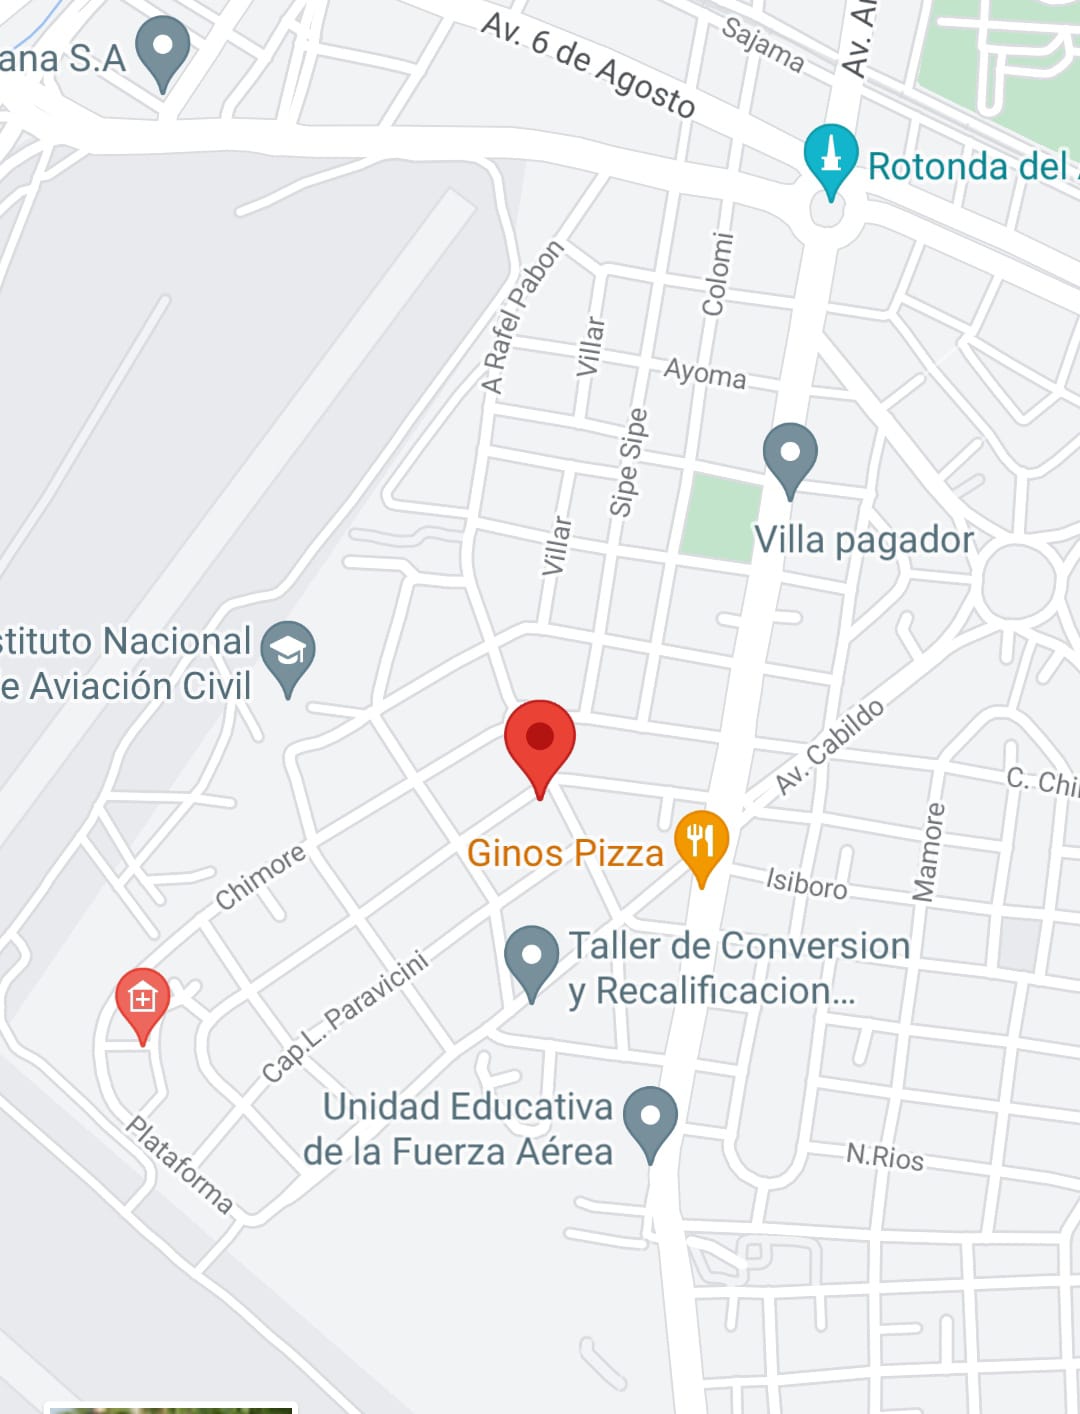 Av. 6 de Agosto
Sajama
Av. Ar
ana S.A
Rotonda del
Colomi
A Rafel Pabon
Villar
Ayoma
Sipe Sipe
Villar
Villa pagador
stituto Nacional
e Aviación Civil
Av. Cabildo
C. Chi
Mamore
Ginos Pizza
Isiboro
Chimore
Taller de Conversion
y Recalificacion...
Cap.L. Paravicini
Unidad Educativa
de la Fuerza Aérea
Plataforma
N.Rios